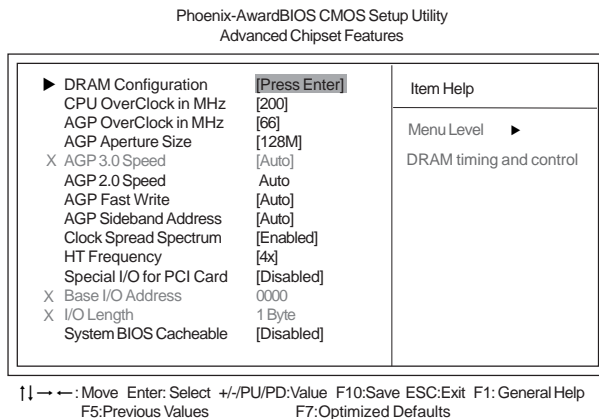 Phoenix-AwardBIOS CMOS Setup Utility
Advanced Chipset Features
▶ DRAM Configuration [Press Enter]
CPU OverClock in MHz [200]
AGP OverClock in MHz [66]
AGP Aperture Size [128M]
X AGP 3.0 Speed [Auto]
AGP 2.0 Speed Auto
AGP Fast Write [Auto]
AGP Sideband Address [Auto]
Clock Spread Spectrum [Enabled]
HT Frequency [4x]
Special I/O for PCI Card [Disabled]
X Base I/O Address 0000
X I/O Length 1 Byte
System BIOS Cacheable [Disabled]
Item Help
Menu Level ▶
DRAM timing and control
↑↓→←: Move Enter: Select +/-/PU/PD:Value F10:Save ESC:Exit F1: General Help
F5:Previous Values F7:Optimized Defaults